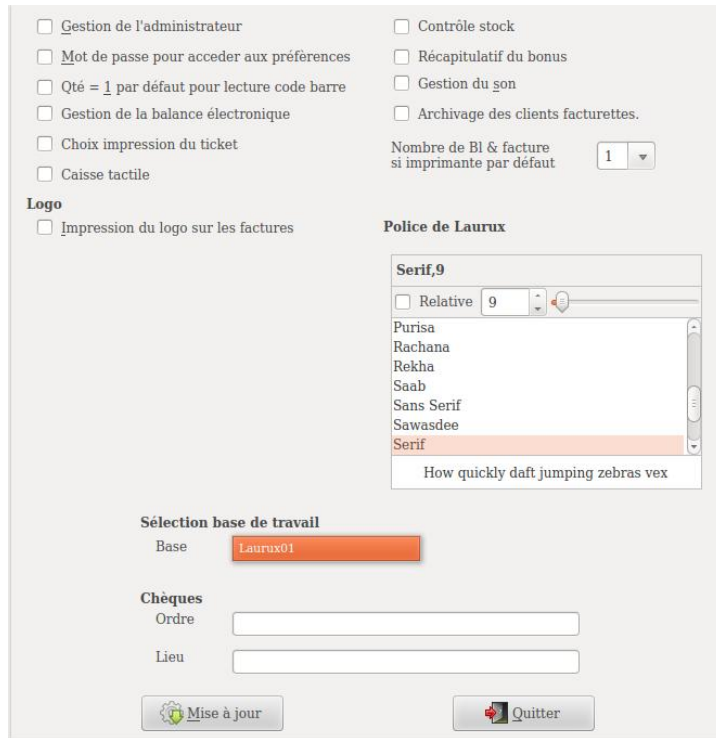 Gestion de l'administrateur
Mot de passe pour acceder aux préfèrences
Qté = 1 par défaut pour lecture code barre
Gestion de la balance électronique
Choix impression du ticket
Caisse tactile
Contrôle stock
Récapitulatif du bonus
Gestion du son
Archivage des clients facturettes.
Nombre de Bl & facture
si imprimante par défaut
1
Logo
Impression du logo sur les factures
Police de Laurux
Serif,9
Relative 9
Purisa
Rachana
Rekha
Saab
Sans Serif
Sawasdee
Serif
How quickly daft jumping zebras vex
Sélection base de travail
Base Laurux01
Chèques
Ordre
Lieu
Mise à jour Quitter